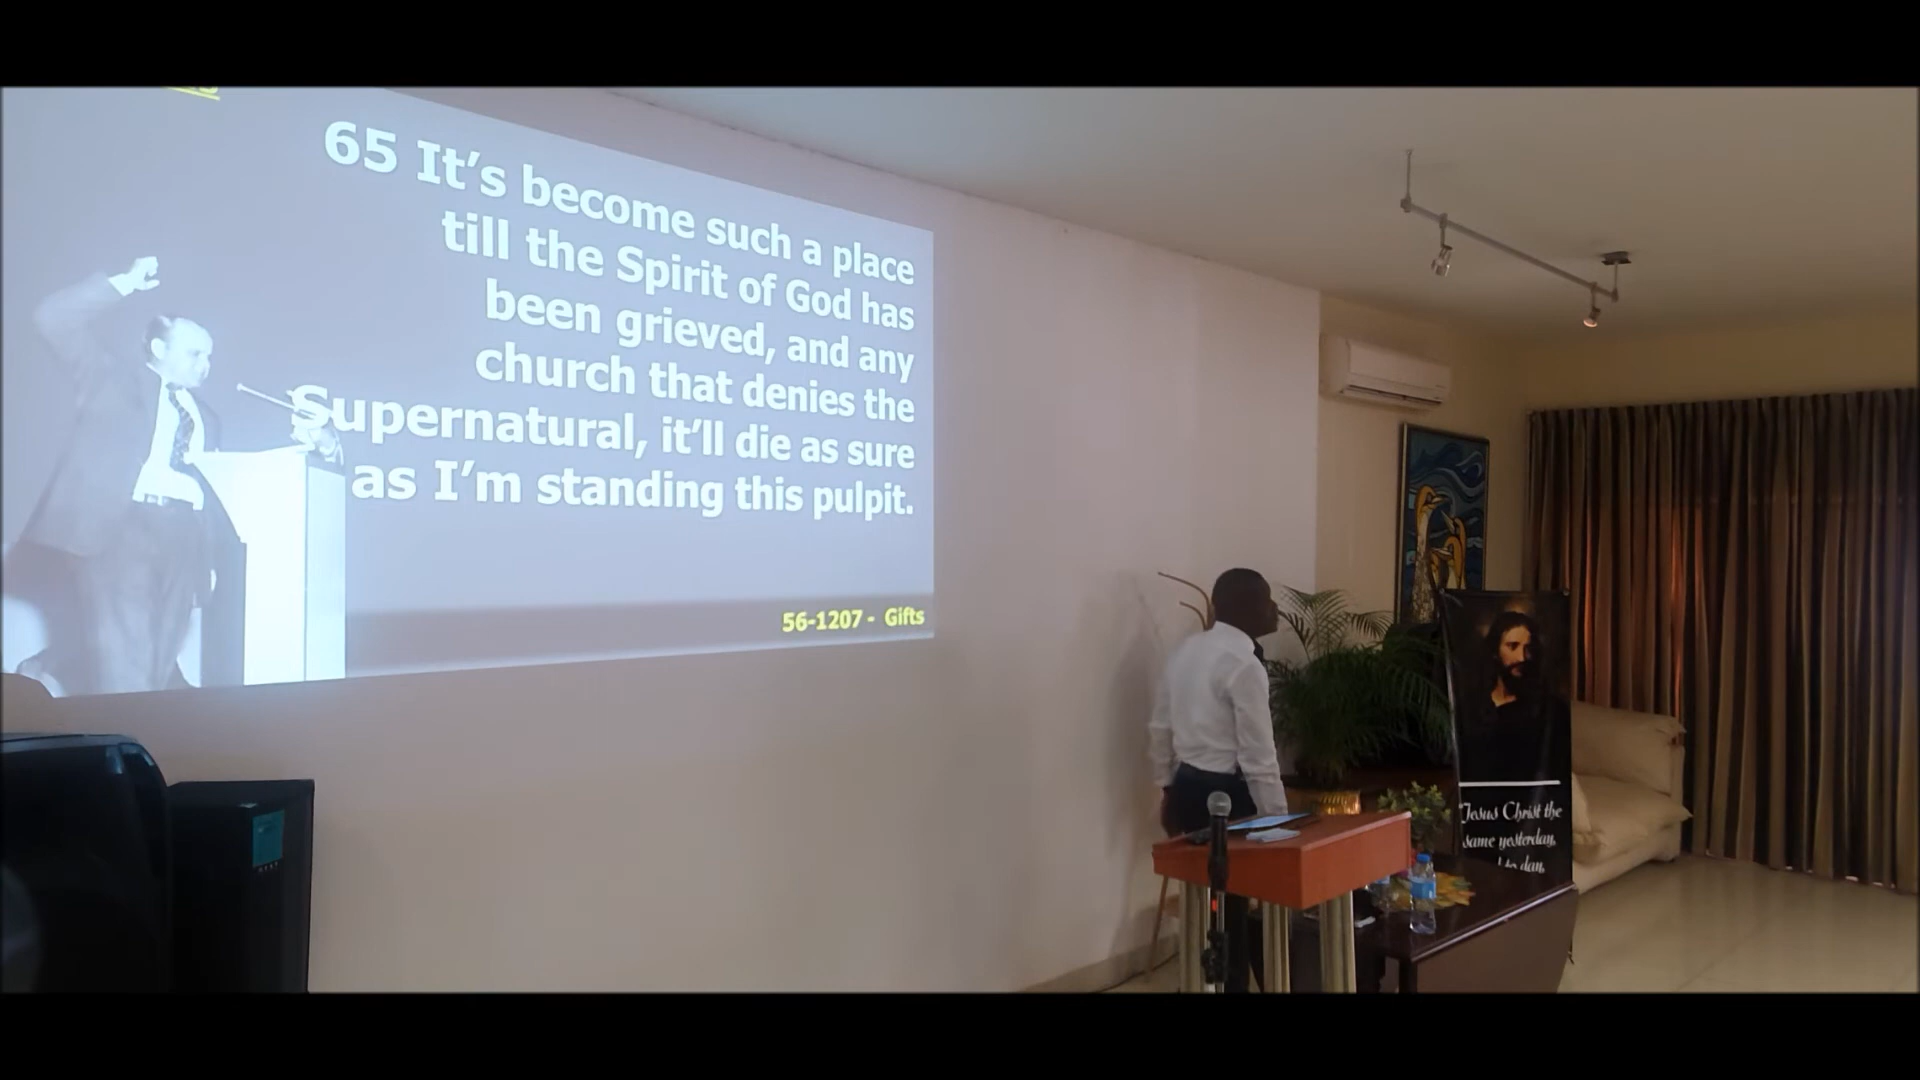 65 It's become such a place
till the Spirit of God has
been grieved, and any
church that denies the
Supernatural, it'll die as sure
as I'm standing this pulpit.
56-1207 - Gifts
Jesus Christ the
same yesterday,
day,